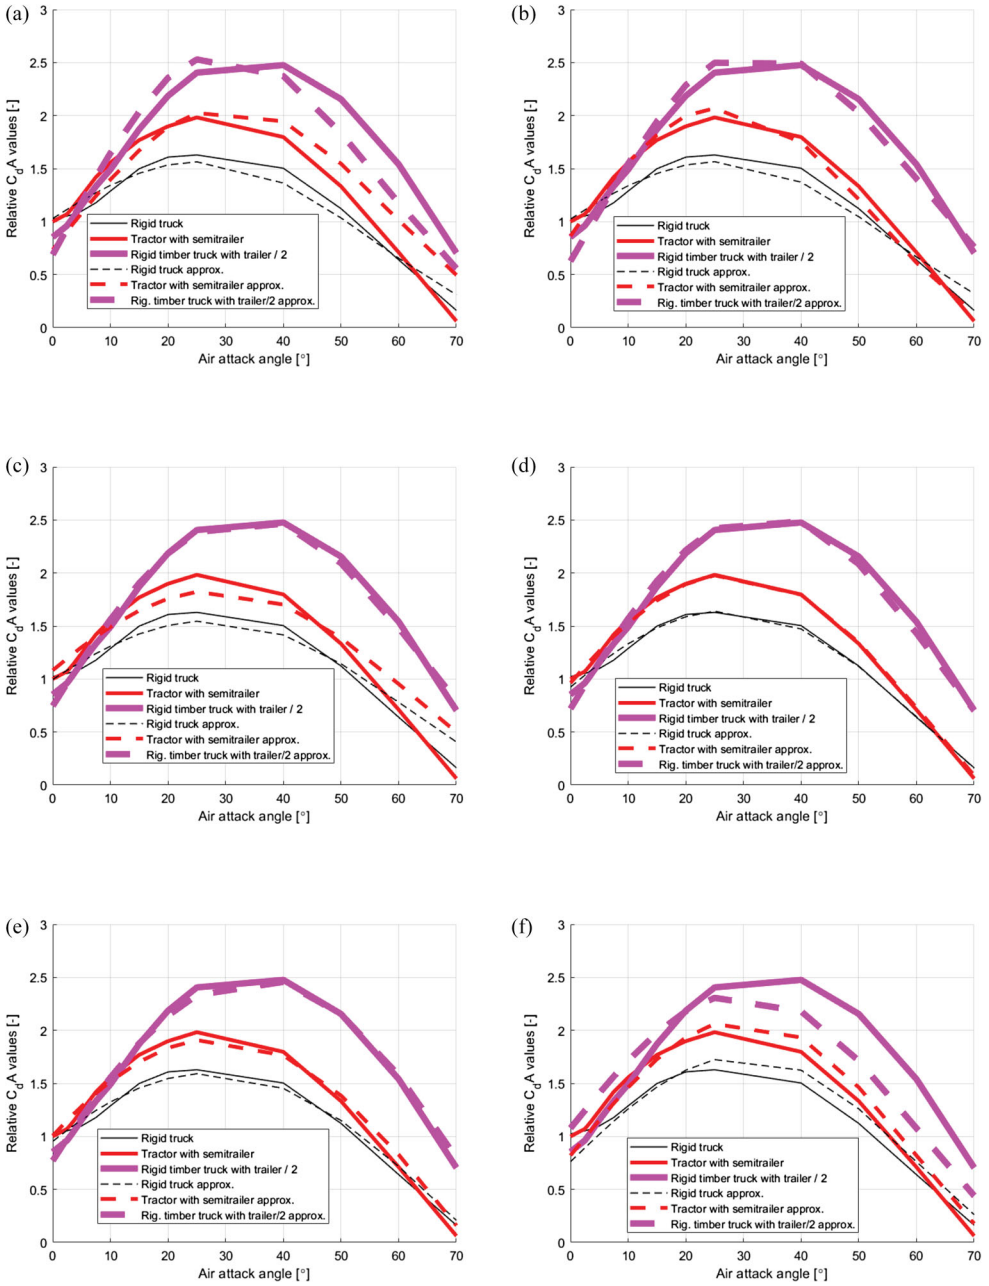 (a)
3
2.5
2
1.5
1
0.5
0
Relative CdA values [-]
Rigid truck
Tractor with semitrailer
Rigid timber truck with trailer / 2
Rigid truck approx.
Tractor with semitrailer approx.
Rig. timber truck with trailer/2 approx.
0 10 20 30 40 50 60 70
Air attack angle [°]
(b)
3
2.5
2
1.5
1
0.5
0
Relative CdA values [-]
Rigid truck
Tractor with semitrailer
Rigid timber truck with trailer / 2
Rigid truck approx.
Tractor with semitrailer approx.
Rig. timber truck with trailer/2 approx.
0 10 20 30 40 50 60 70
Air attack angle [°]
(c)
3
2.5
2
1.5
1
0.5
0
Relative CdA values [-]
Rigid truck
Tractor with semitrailer
Rigid timber truck with trailer / 2
Rigid truck approx.
Tractor with semitrailer approx.
Rig. timber truck with trailer/2 approx.
0 10 20 30 40 50 60 70
Air attack angle [°]
(d)
3
2.5
2
1.5
1
0.5
0
Relative CdA values [-]
Rigid truck
Tractor with semitrailer
Rigid timber truck with trailer / 2
Rigid truck approx.
Tractor with semitrailer approx.
Rig. timber truck with trailer/2 approx.
0 10 20 30 40 50 60 70
Air attack angle [°]
(e)
3
2.5
2
1.5
1
0.5
0
Relative CdA values [-]
Rigid truck
Tractor with semitrailer
Rigid timber truck with trailer / 2
Rigid truck approx.
Tractor with semitrailer approx.
Rig. timber truck with trailer/2 approx.
0 10 20 30 40 50 60 70
Air attack angle [°]
(f)
3
2.5
2
1.5
1
0.5
0
Relative CdA values [-]
Rigid truck
Tractor with semitrailer
Rigid timber truck with trailer / 2
Rigid truck approx.
Tractor with semitrailer approx.
Rig. timber truck with trailer/2 approx.
0 10 20 30 40 50 60 70
Air attack angle [°]